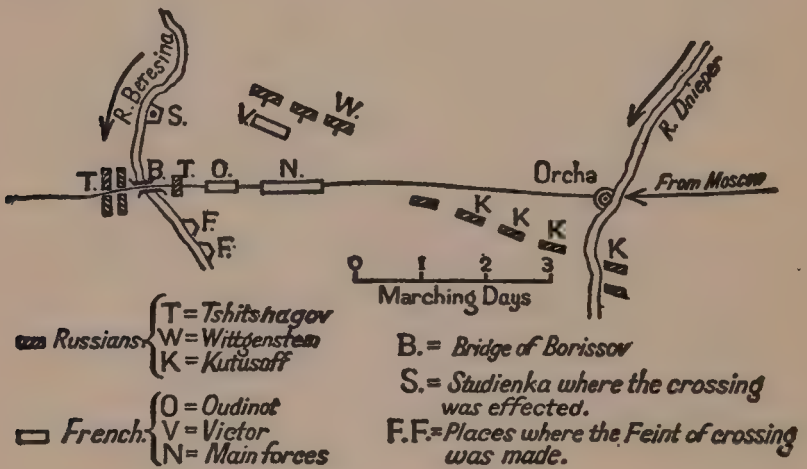 R. Beresina
S.
V.
W.
R. Dnieper
T.
B.
T.
O.
N.
Orcha
From Moscow
F.
F.
K
K
K
K
0 1 2 3
Marching Days
Russians
T = Tshitshagov
W = Wittgenstein
K = Kutusoff
French.
O = Oudinot
V = Victor
N = Main forces
B. = Bridge of Borissov
S. = Studienka where the crossing
was effected.
F.F. = Places where the Feint of crossing
was made.